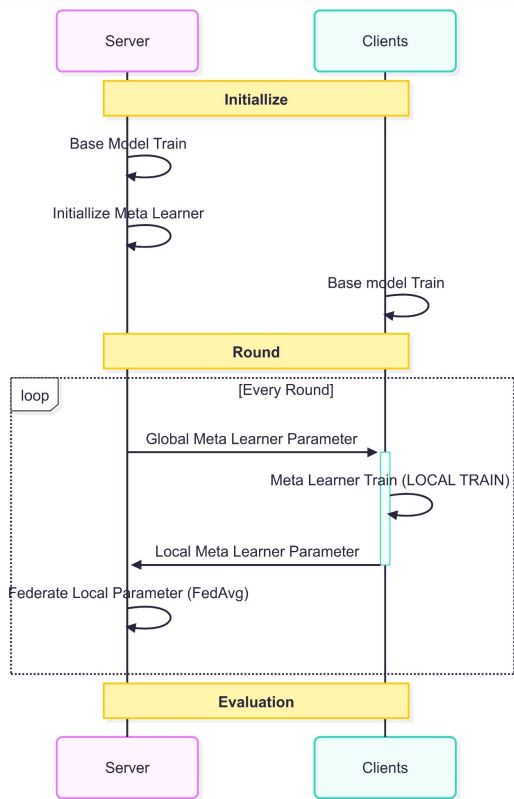 Server
Clients
Initiallize
Base Model Train
Initiallize Meta Learner
Base model Train
Round
loop
[Every Round]
Global Meta Learner Parameter
Meta Learner Train (LOCAL TRAIN)
Local Meta Learner Parameter
Federate Local Parameter (FedAvg)
Evaluation
Server
Clients